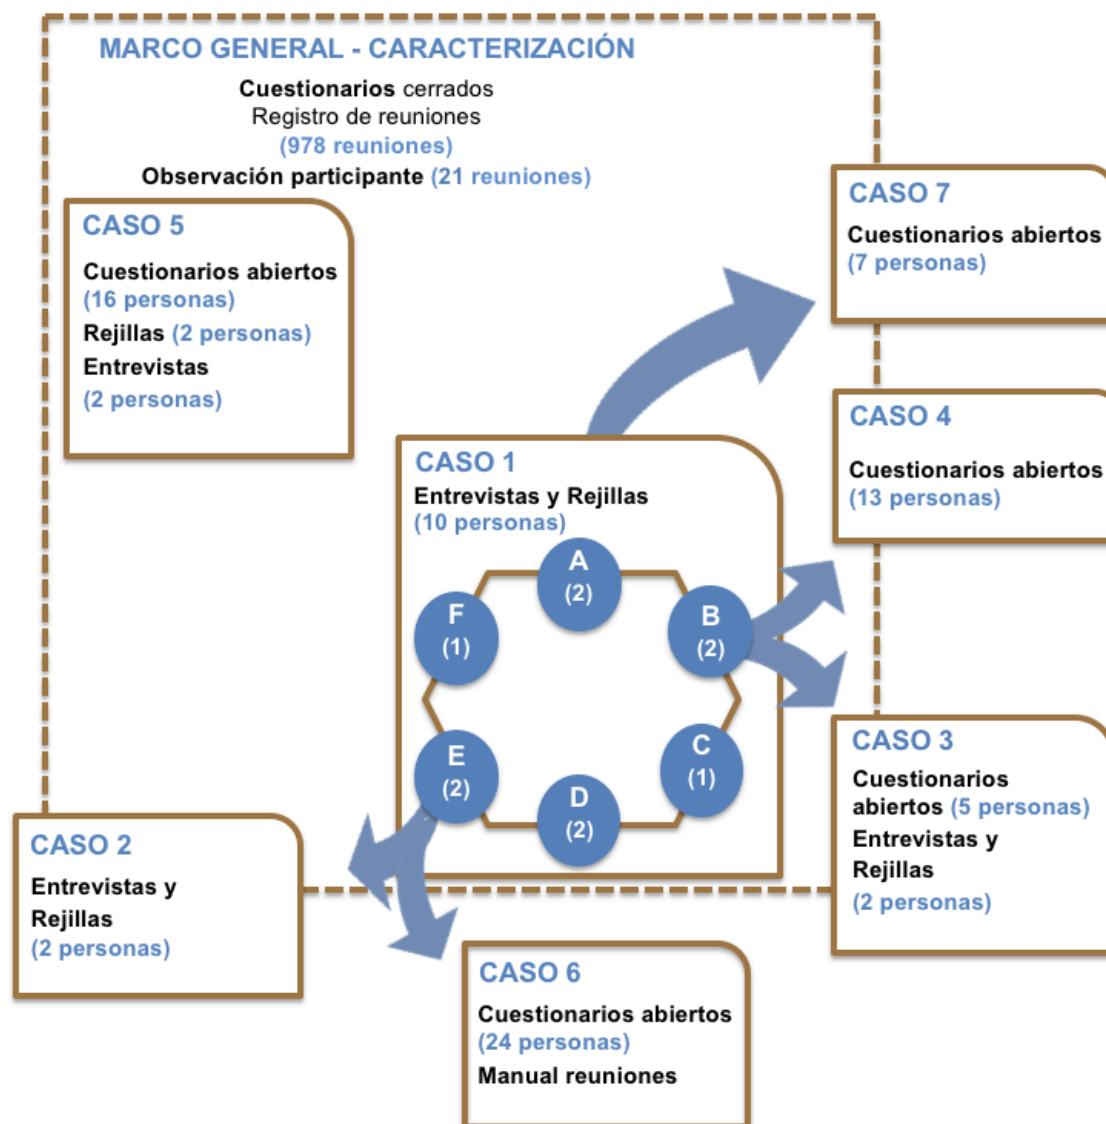 MARCO GENERAL - CARACTERIZACIÓN
Cuestionarios cerrados
Registro de reuniones
(978 reuniones)
Observación participante (21 reuniones)
CASO 5
Cuestionarios abiertos
(16 personas)
Rejillas (2 personas)
Entrevistas
(2 personas)
CASO 7
Cuestionarios abiertos
(7 personas)
CASO 4
Cuestionarios abiertos
(13 personas)
CASO 1
Entrevistas y Rejillas
(10 personas)
A
(2)
B
(2)
C
(1)
D
(2)
E
(2)
F
(1)
CASO 3
Cuestionarios
abiertos (5 personas)
Entrevistas y
Rejillas
(2 personas)
CASO 2
Entrevistas y
Rejillas
(2 personas)
CASO 6
Cuestionarios abiertos
(24 personas)
Manual reuniones